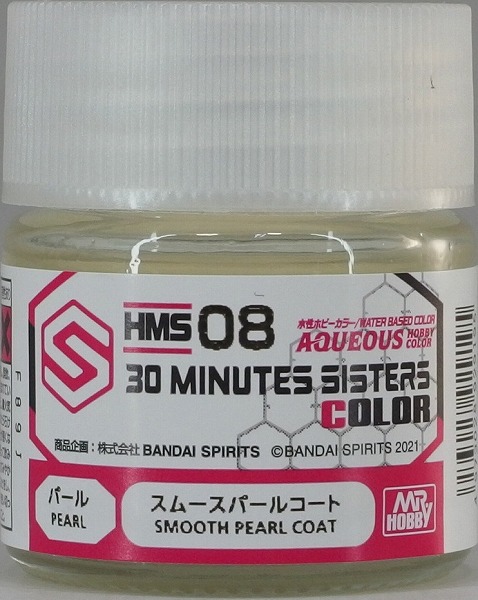 HMS 08
水性ホビーカラー/WATER BASED COLOR
AQUEOUS HOBBY COLOR
30 MINUTES SISTERS
COLOR
商品企画:株式会社 BANDAI SPIRITS ©BANDAI SPIRITS 2021
パール
PEARL
スムースパールコート
SMOOTH PEARL COAT
MR HOBBY